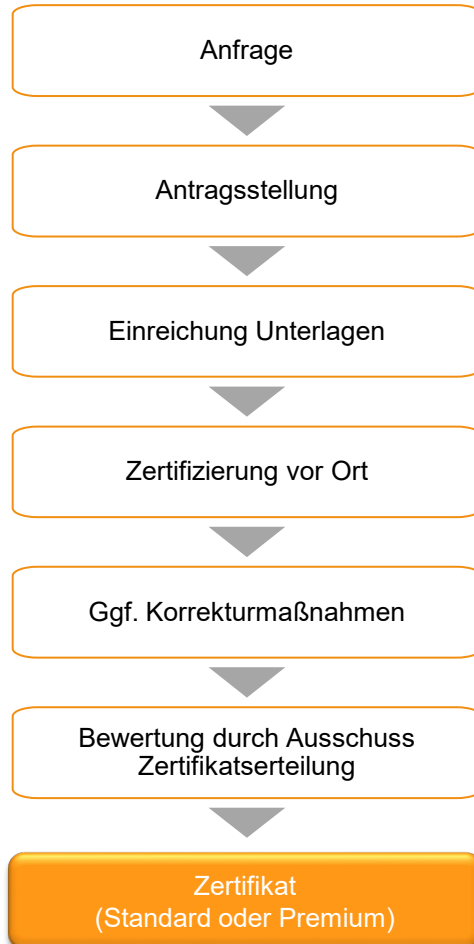 Anfrage
Antragsstellung
Einreichung Unterlagen
Zertifizierung vor Ort
Ggf. Korrekturmaßnahmen
Bewertung durch Ausschuss
Zertifikatserteilung
Zertifikat
(Standard oder Premium)